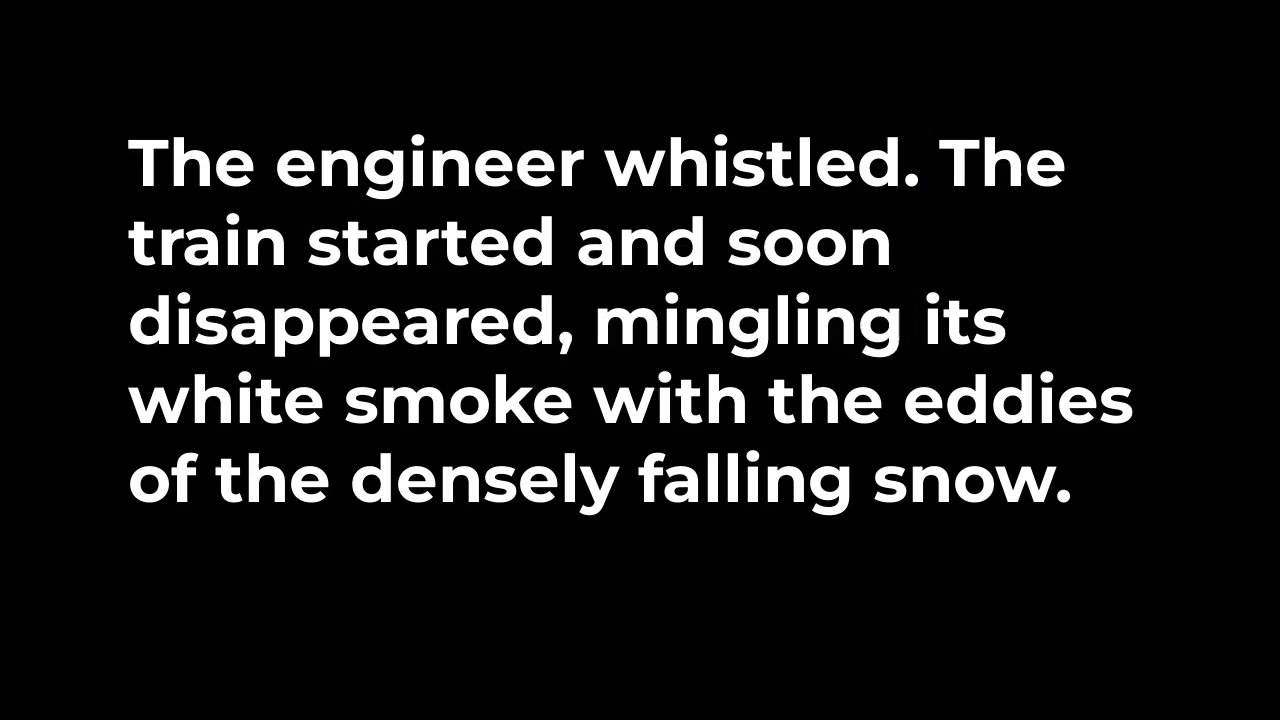 The engineer whistled. The
train started and soon
disappeared, mingling its
white smoke with the eddies
of the densely falling snow.